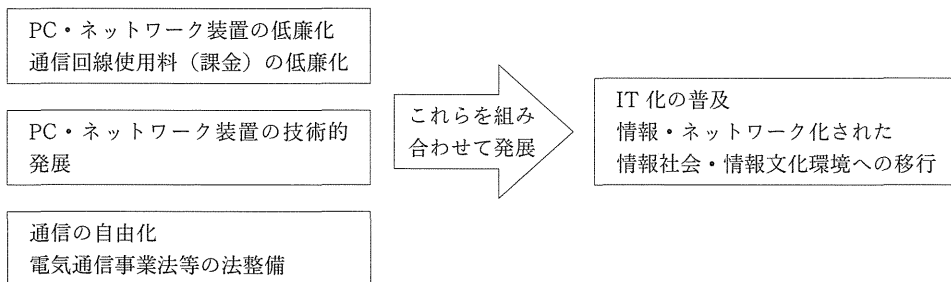 PC・ネットワーク装置の低廉化
通信回線使用料（課金）の低廉化
PC・ネットワーク装置の技術的
発展
通信の自由化
電気通信事業法等の法整備
これらを組み
合わせて発展
IT 化の普及
情報・ネットワーク化された
情報社会・情報文化環境への移行